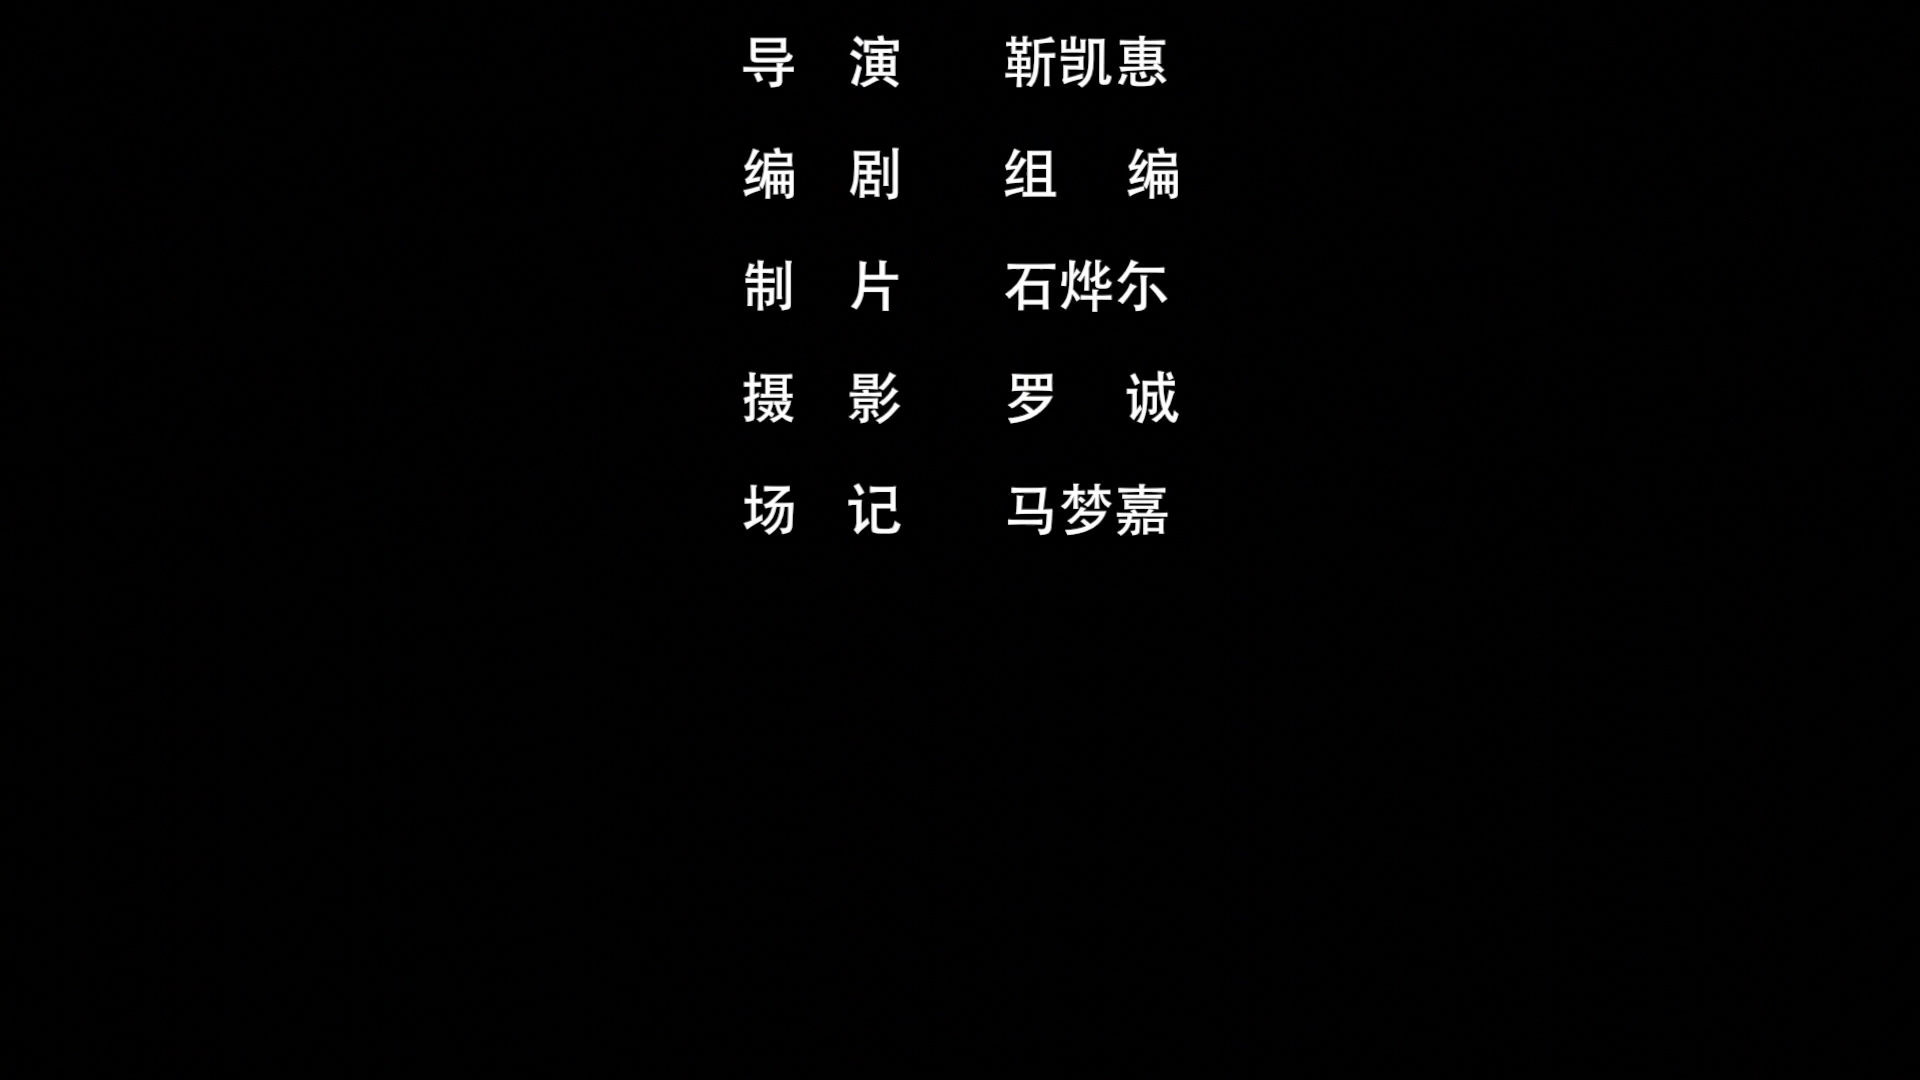 导 演 靳凯惠
编 剧 组 编
制 片 石烨尔
摄 影 罗 诚
场 记 马梦嘉